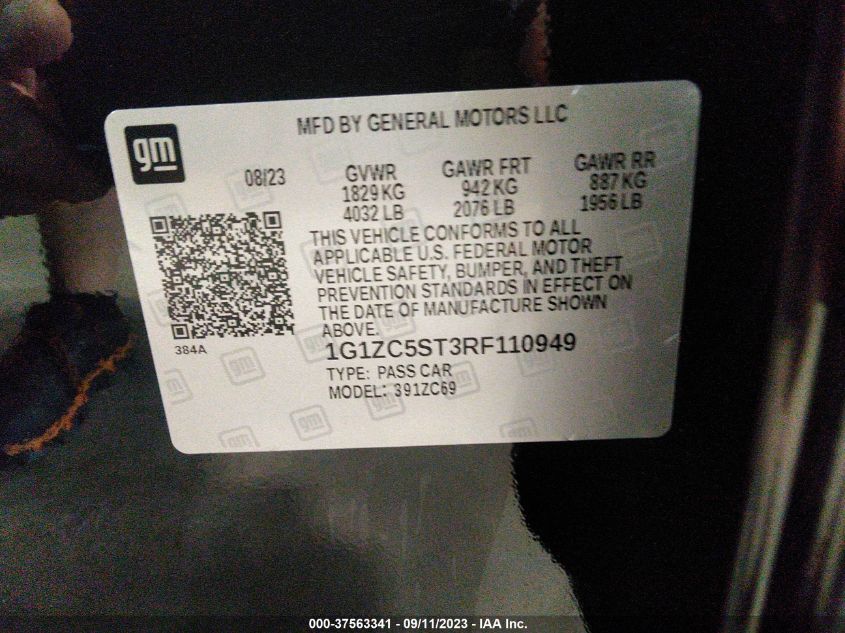 MFD BY GENERAL MOTORS LLC
gm
08/23
GVWR
1829 KG
4032 LB
GAWR FRT
942 KG
2076 LB
GAWR RR
887 KG
1956 LB
THIS VEHICLE CONFORMS TO ALL
APPLICABLE U.S. FEDERAL MOTOR
VEHICLE SAFETY, BUMPER, AND THEFT
PREVENTION STANDARDS IN EFFECT ON
THE DATE OF MANUFACTURE SHOWN
ABOVE.
384A
1G1ZC5ST3RF110949
TYPE: PASS CAR
MODEL: 391ZC69
000-37563341 - 09/11/2023 - IAA Inc.